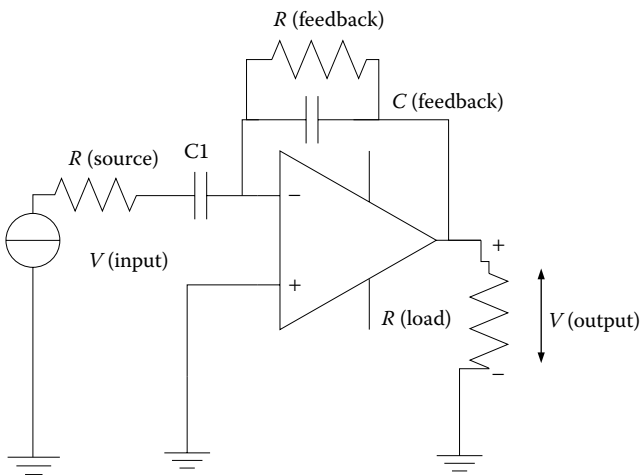 R (feedback)
C (feedback)
R (source)
C1
−
V (input)
+
+
R (load)
V (output)
−